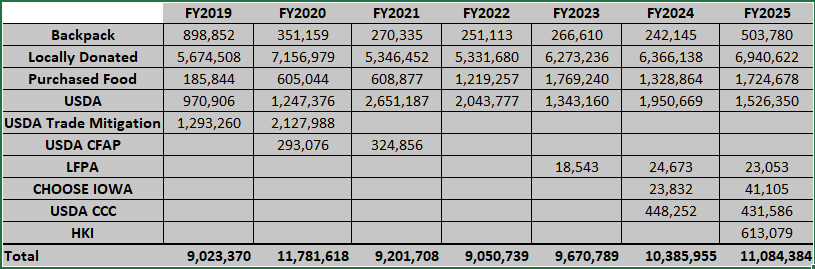 FY2019 FY2020 FY2021 FY2022 FY2023 FY2024 FY2025
Backpack 898,852 351,159 270,335 251,113 266,610 242,145 503,780
Locally Donated 5,674,508 7,156,979 5,346,452 5,331,680 6,273,236 6,366,138 6,940,622
Purchased Food 185,844 605,044 608,877 1,219,257 1,769,240 1,328,864 1,724,678
USDA 970,906 1,247,376 2,651,187 2,043,777 1,343,160 1,950,669 1,526,350
USDA Trade Mitigation 1,293,260 2,127,988
USDA CFAP 293,076 324,856
LFPA 18,543 24,673 23,053
CHOOSE IOWA 23,832 41,105
USDA CCC 448,252 431,586
HKI 613,079
Total 9,023,370 11,781,618 9,201,708 9,050,739 9,670,789 10,385,955 11,084,384